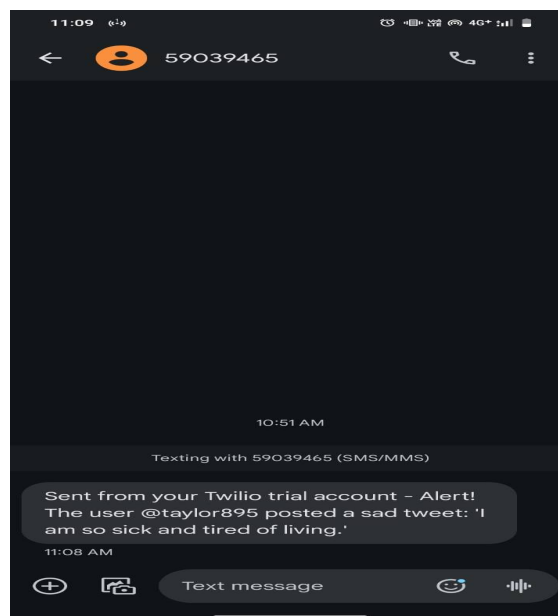 11:09
4G+
59039465
10:51 AM
Texting with 59039465 (SMS/MMS)
Sent from your Twilio trial account - Alert!
The user @taylor895 posted a sad tweet: 'I
am so sick and tired of living.'
11:08 AM
Text message